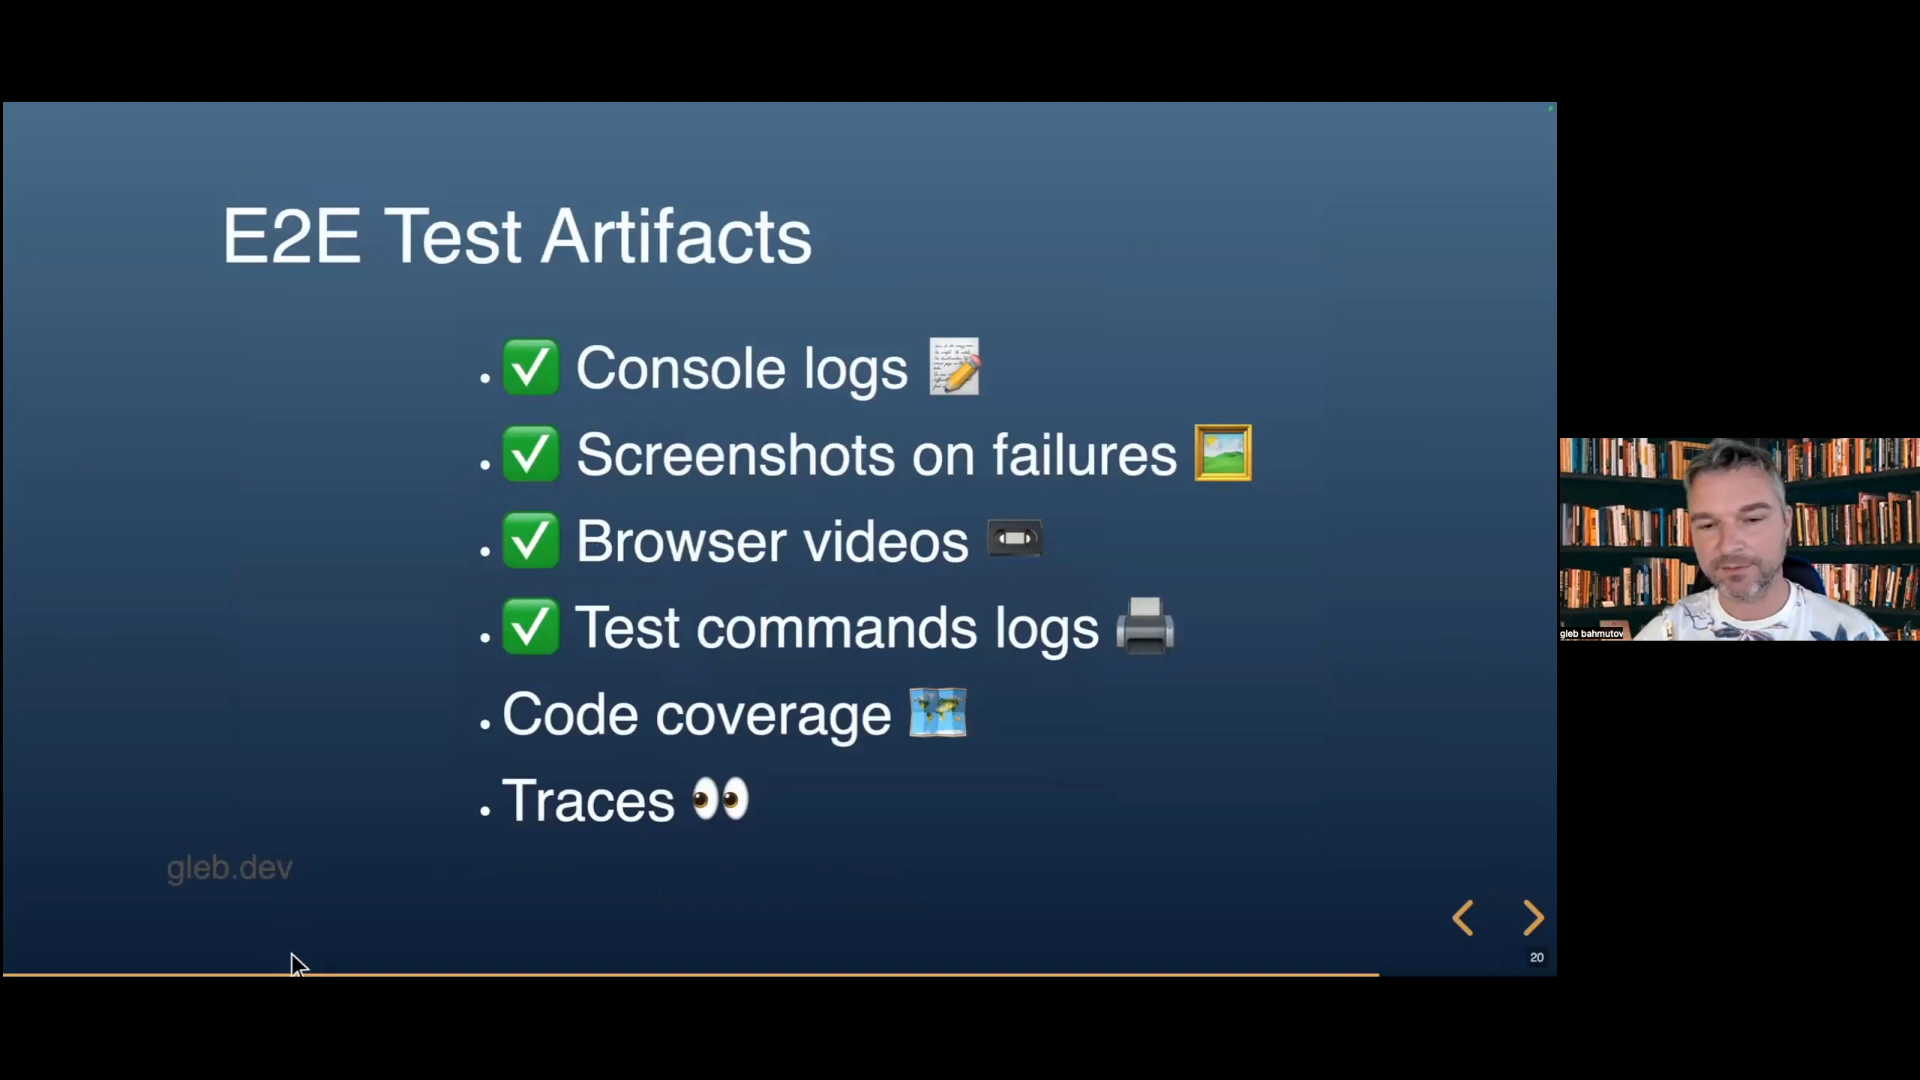 E2E Test Artifacts
• ✅ Console logs 📝
• ✅ Screenshots on failures 🖼️
• ✅ Browser videos 📼
• ✅ Test commands logs 🖨️
• Code coverage 🗺️
• Traces 👀
gleb.dev
20
gleb bahmutov